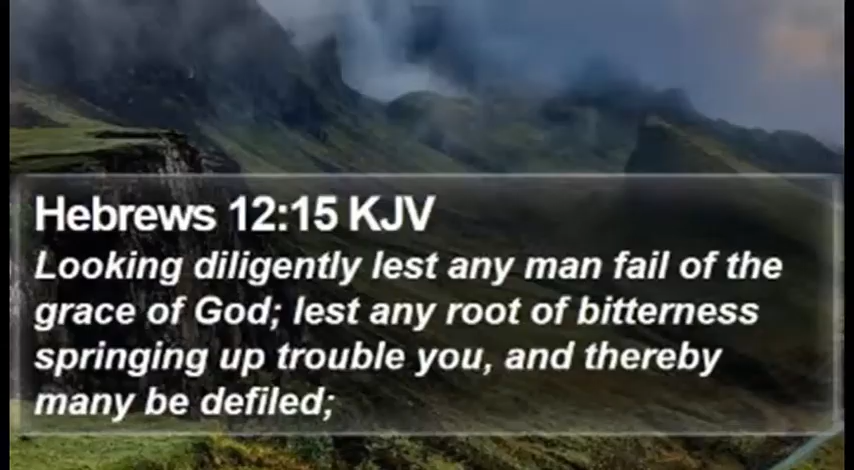 Hebrews 12:15 KJV
Looking diligently lest any man fail of the
grace of God; lest any root of bitterness
springing up trouble you, and thereby
many be defiled;